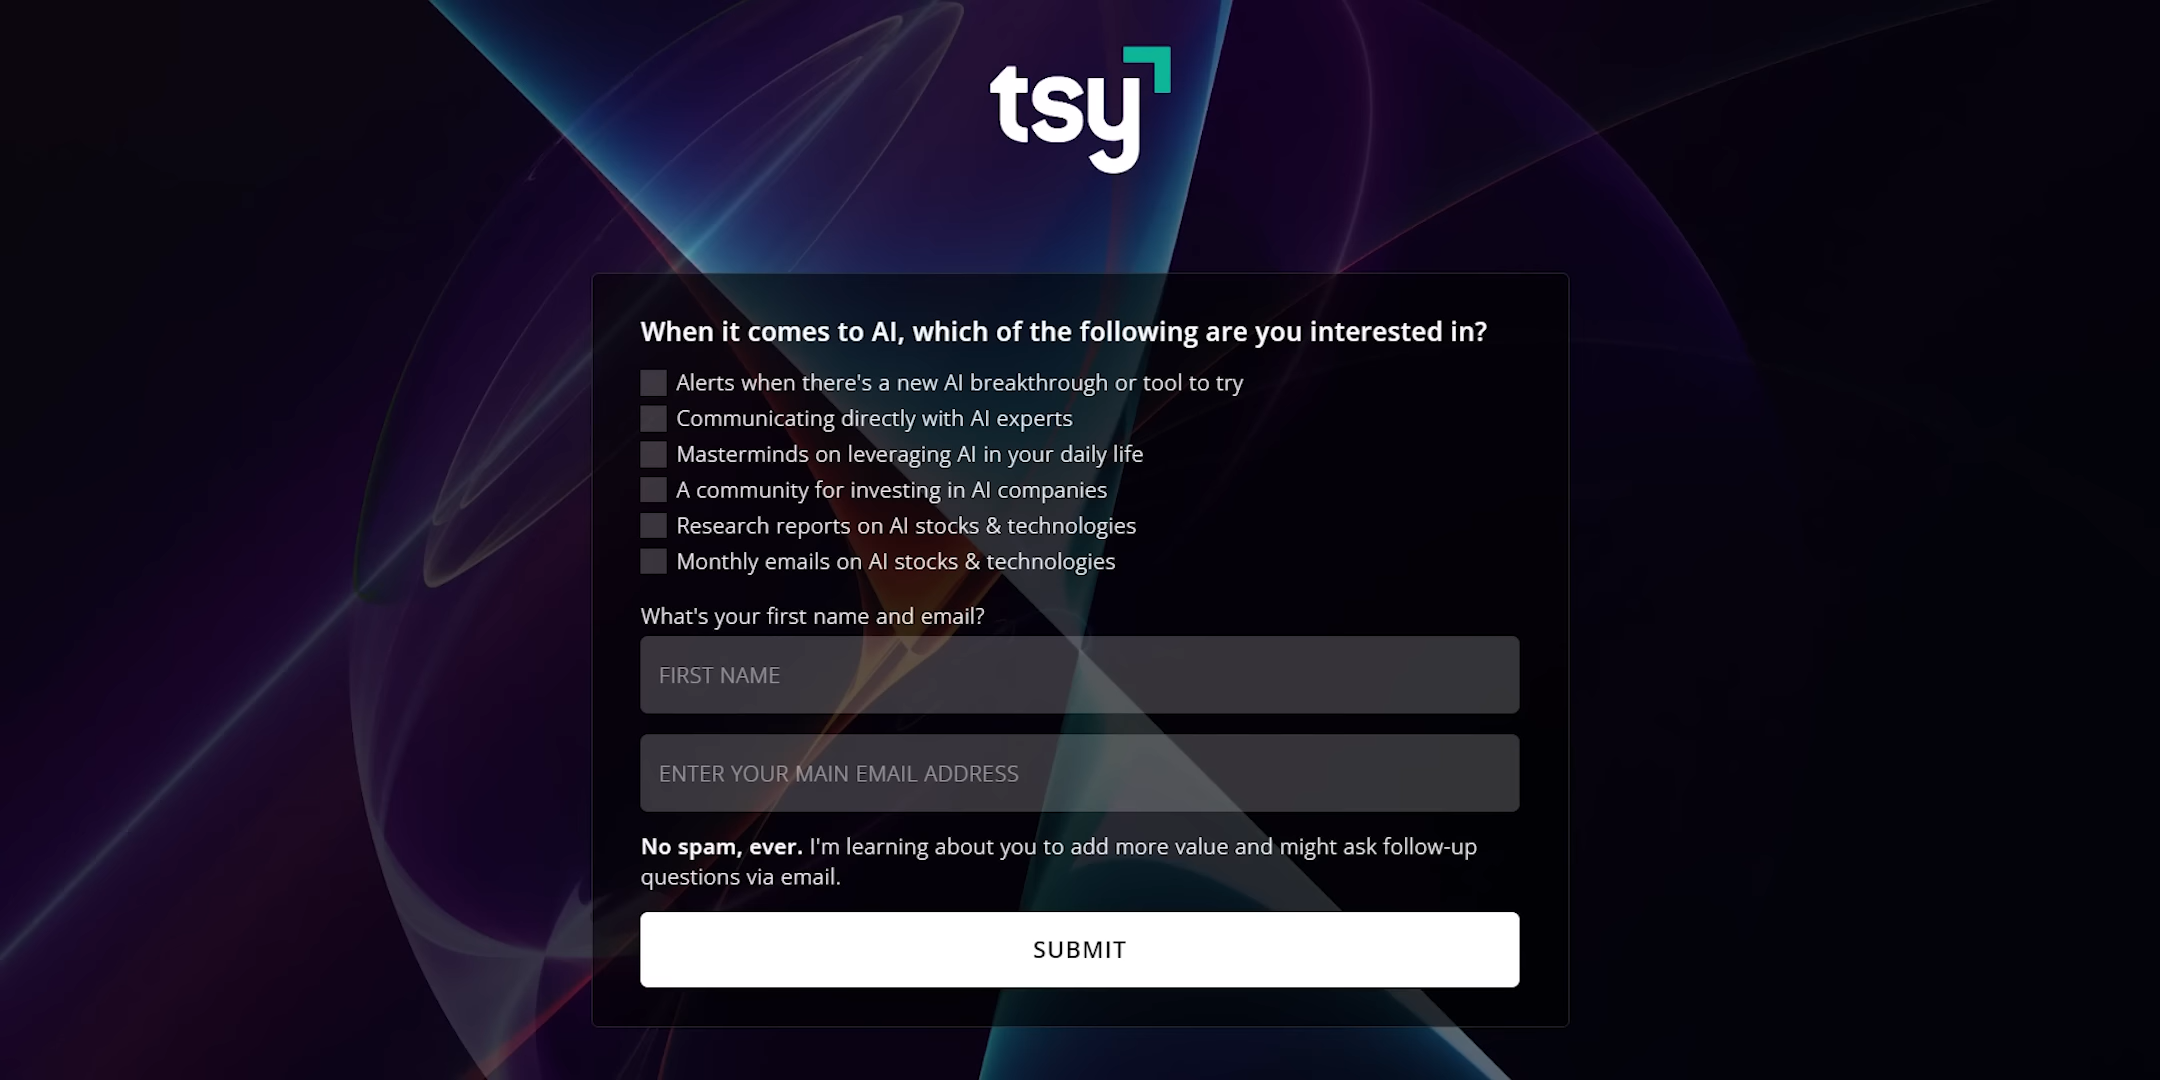 tsy
When it comes to AI, which of the following are you interested in?
Alerts when there's a new AI breakthrough or tool to try
Communicating directly with AI experts
Masterminds on leveraging AI in your daily life
A community for investing in AI companies
Research reports on AI stocks & technologies
Monthly emails on AI stocks & technologies
What's your first name and email?
FIRST NAME
ENTER YOUR MAIN EMAIL ADDRESS
No spam, ever. I'm learning about you to add more value and might ask follow-up
questions via email.
SUBMIT